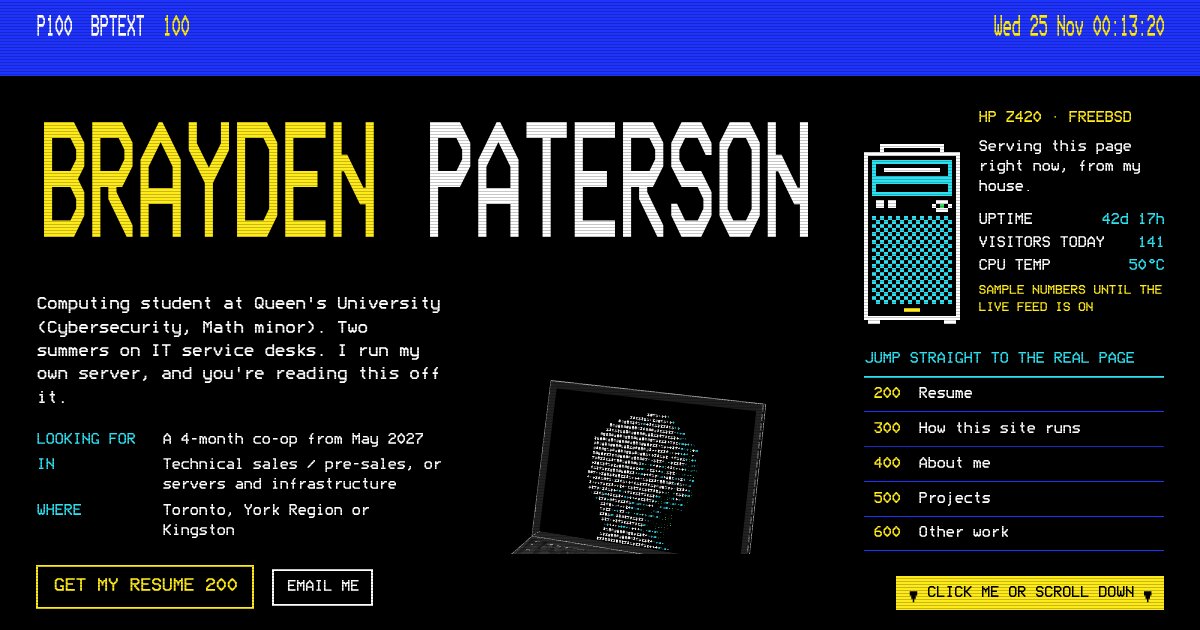 P100 BPTEXT 100 Wed 25 Nov 00:13:20
BRAYDEN PATERSON
Computing student at Queen's University
(Cybersecurity, Math minor). Two
summers on IT service desks. I run my
own server, and you're reading this off
it.
LOOKING FOR A 4-month co-op from May 2027
IN Technical sales / pre-sales, or
servers and infrastructure
WHERE Toronto, York Region or
Kingston
GET MY RESUME 200 EMAIL ME
HP Z420 · FREEBSD
Serving this page
right now, from my
house.
UPTIME 42d 17h
VISITORS TODAY 141
CPU TEMP 50°C
SAMPLE NUMBERS UNTIL THE
LIVE FEED IS ON
JUMP STRAIGHT TO THE REAL PAGE
200 Resume
300 How this site runs
400 About me
500 Projects
600 Other work
▼ CLICK ME OR SCROLL DOWN ▼